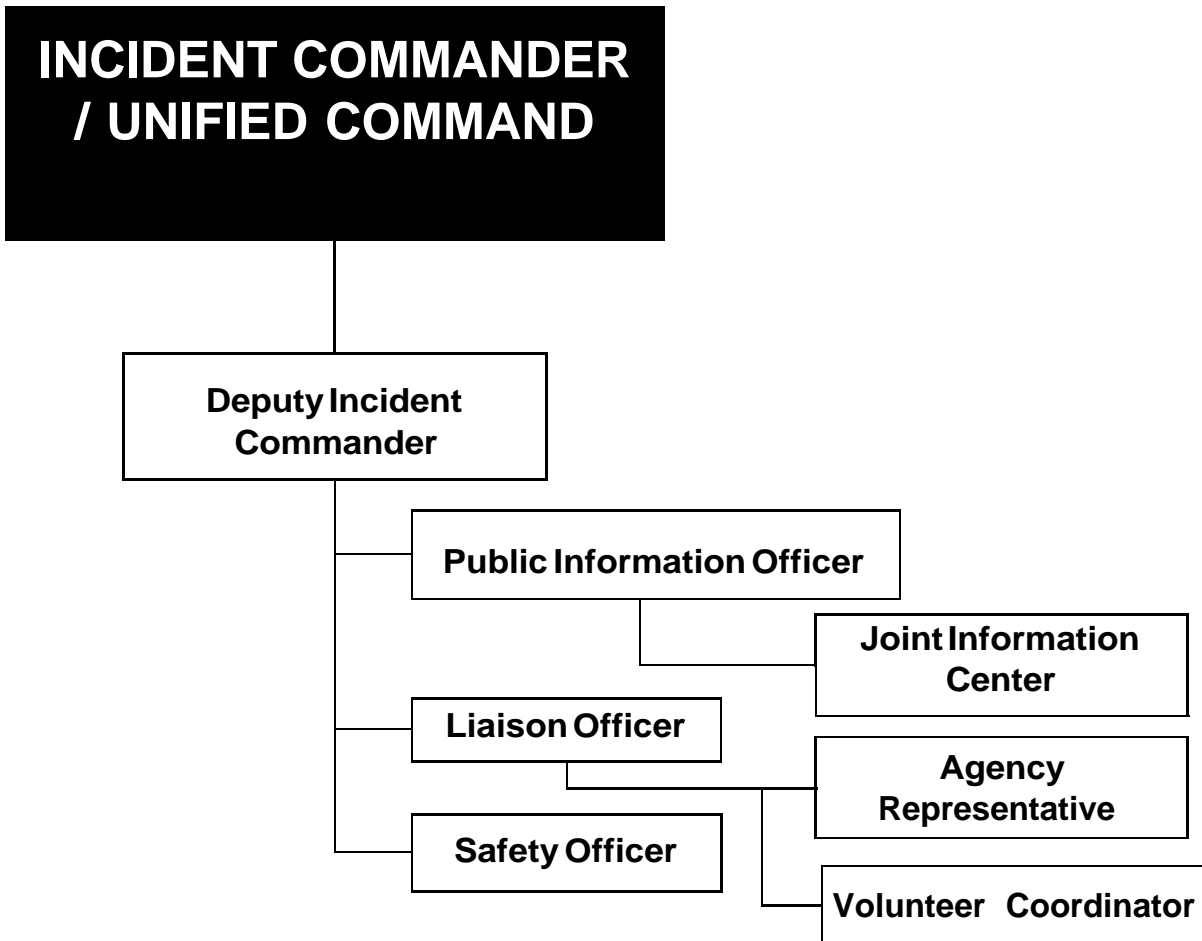 INCIDENT COMMANDER
/ UNIFIED COMMAND
Deputy Incident
Commander
Public Information Officer
Joint Information
Center
Liaison Officer
Agency
Representative
Safety Officer
Volunteer Coordinator